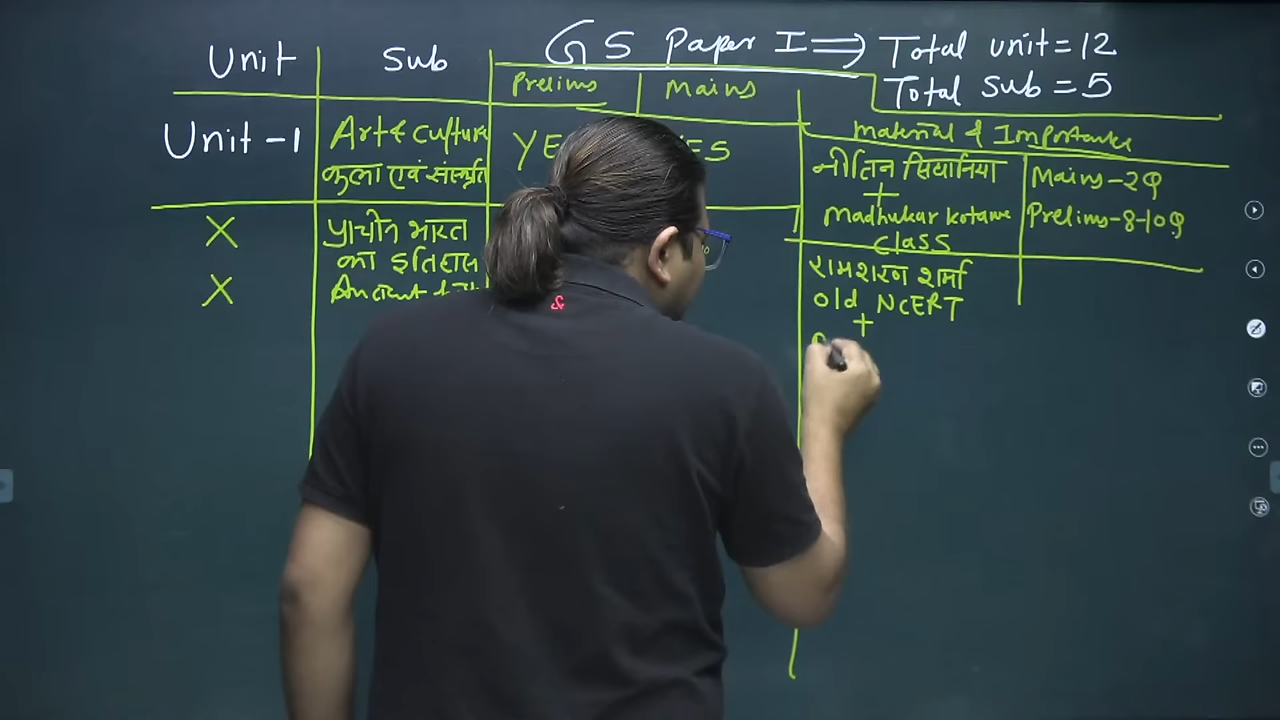 GS Paper I ⇒ Total unit = 12
Total Sub = 5
Unit
Sub
Prelims
Mains
Material & Importance
Unit-1
Art & Culture
कला एवं संस्कृति
नीतिन सिंघानिया
+
Madhukar kotawe
Class
Mains-2Q
Prelims-8-10Q
X
X
प्राचीन भारत
का इतिहास
Ancient
रामशरण शर्मा
old NCERT
+